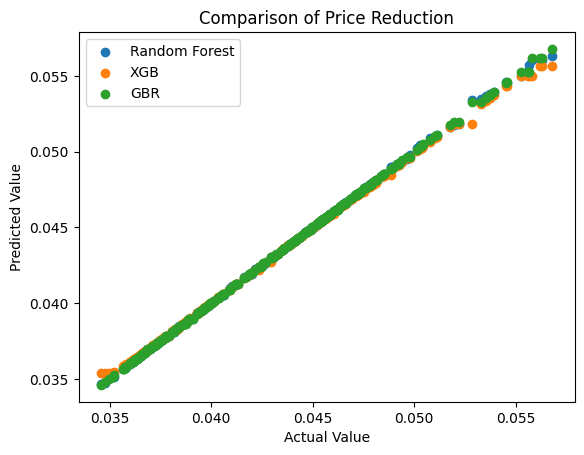 Comparison of Price Reduction
Random Forest
XGB
GBR
Predicted Value
0.055
0.050
0.045
0.040
0.035
0.035 0.040 0.045 0.050 0.055
Actual Value